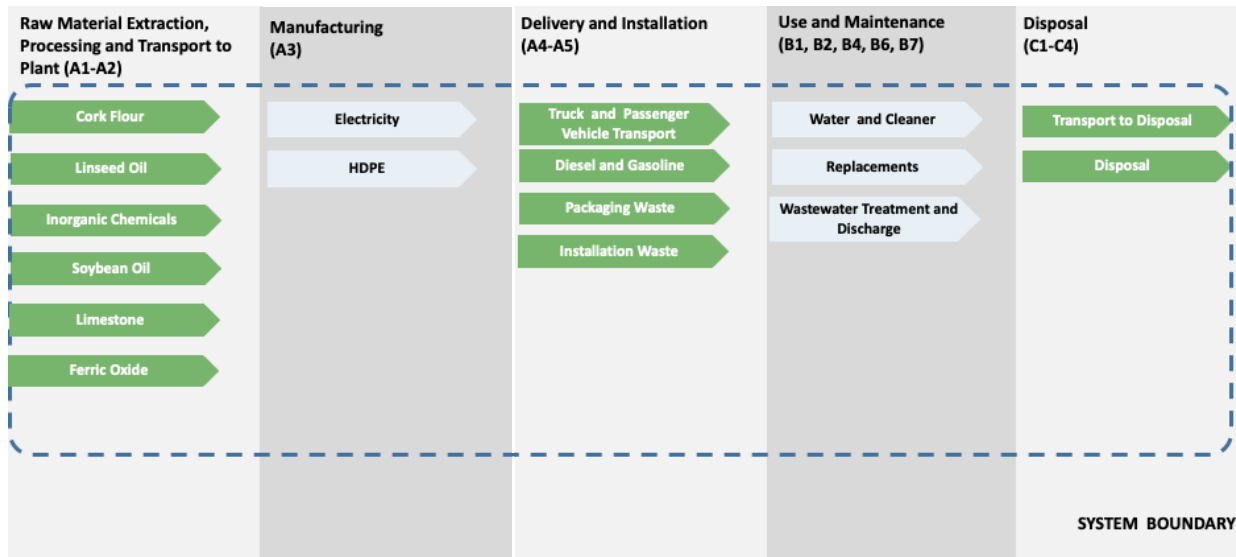 Raw Material Extraction,
Processing and Transport to
Plant (A1-A2)
Cork Flour
Linseed Oil
Inorganic Chemicals
Soybean Oil
Limestone
Ferric Oxide
Manufacturing
(A3)
Electricity
HDPE
Delivery and Installation
(A4-A5)
Truck and Passenger
Vehicle Transport
Diesel and Gasoline
Packaging Waste
Installation Waste
Use and Maintenance
(B1, B2, B4, B6, B7)
Water and Cleaner
Replacements
Wastewater Treatment and
Discharge
Disposal
(C1-C4)
Transport to Disposal
Disposal
SYSTEM BOUNDARY